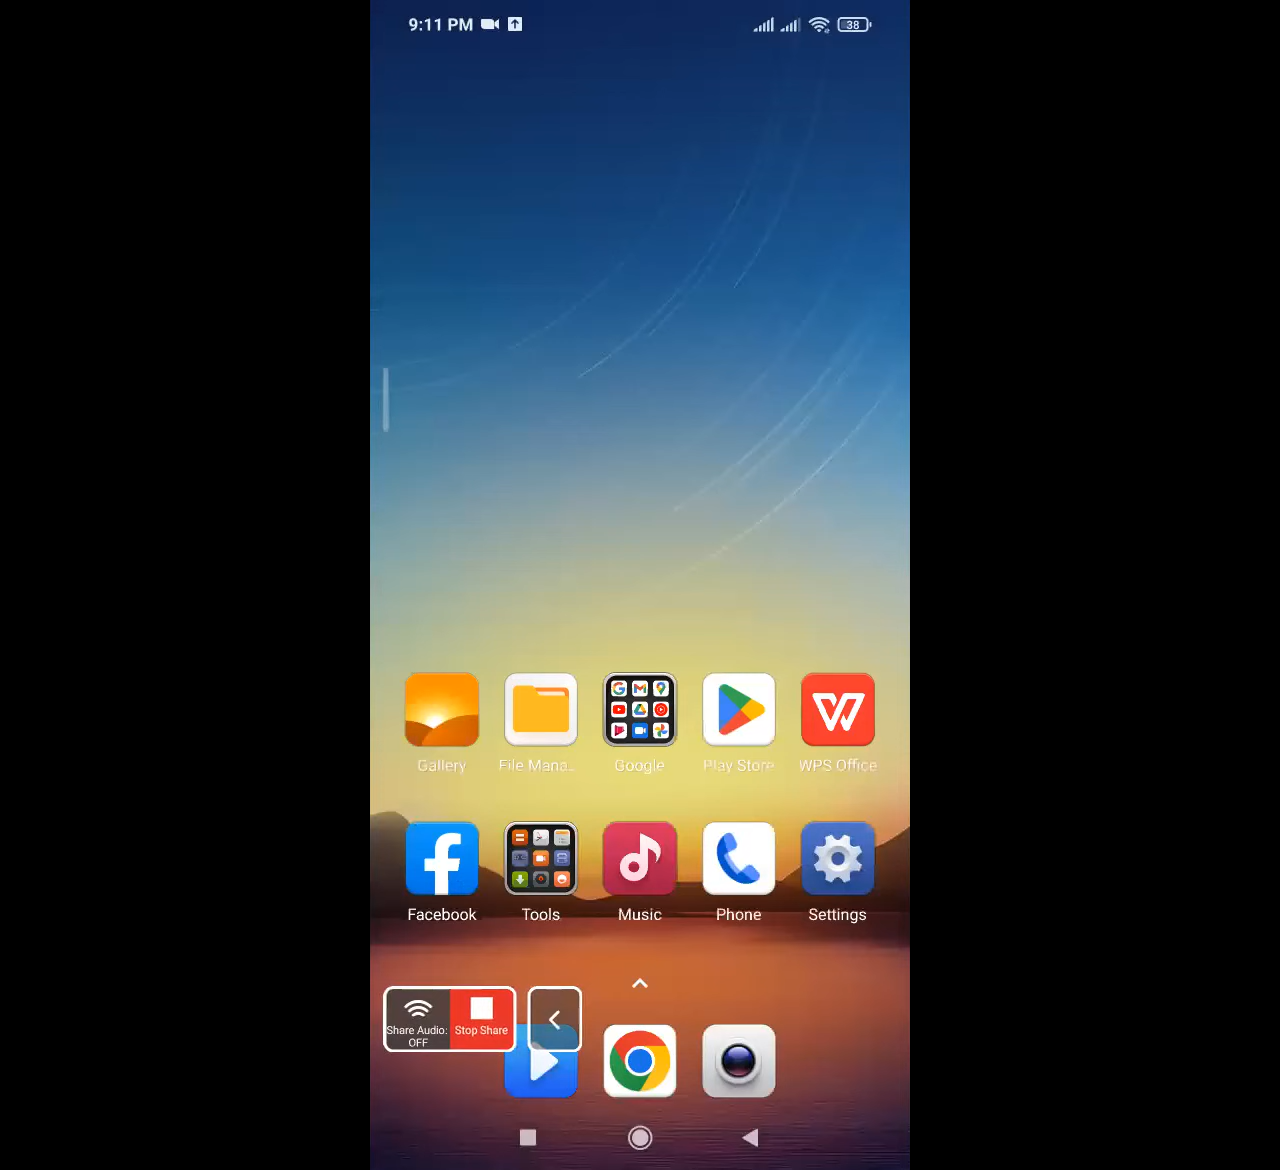 9:11 PM
38
Gallery
File Mana..
Google
Play Store
WPS Office
Facebook
Tools
Music
Phone
Settings
Share Audio:
OFF
Stop Share